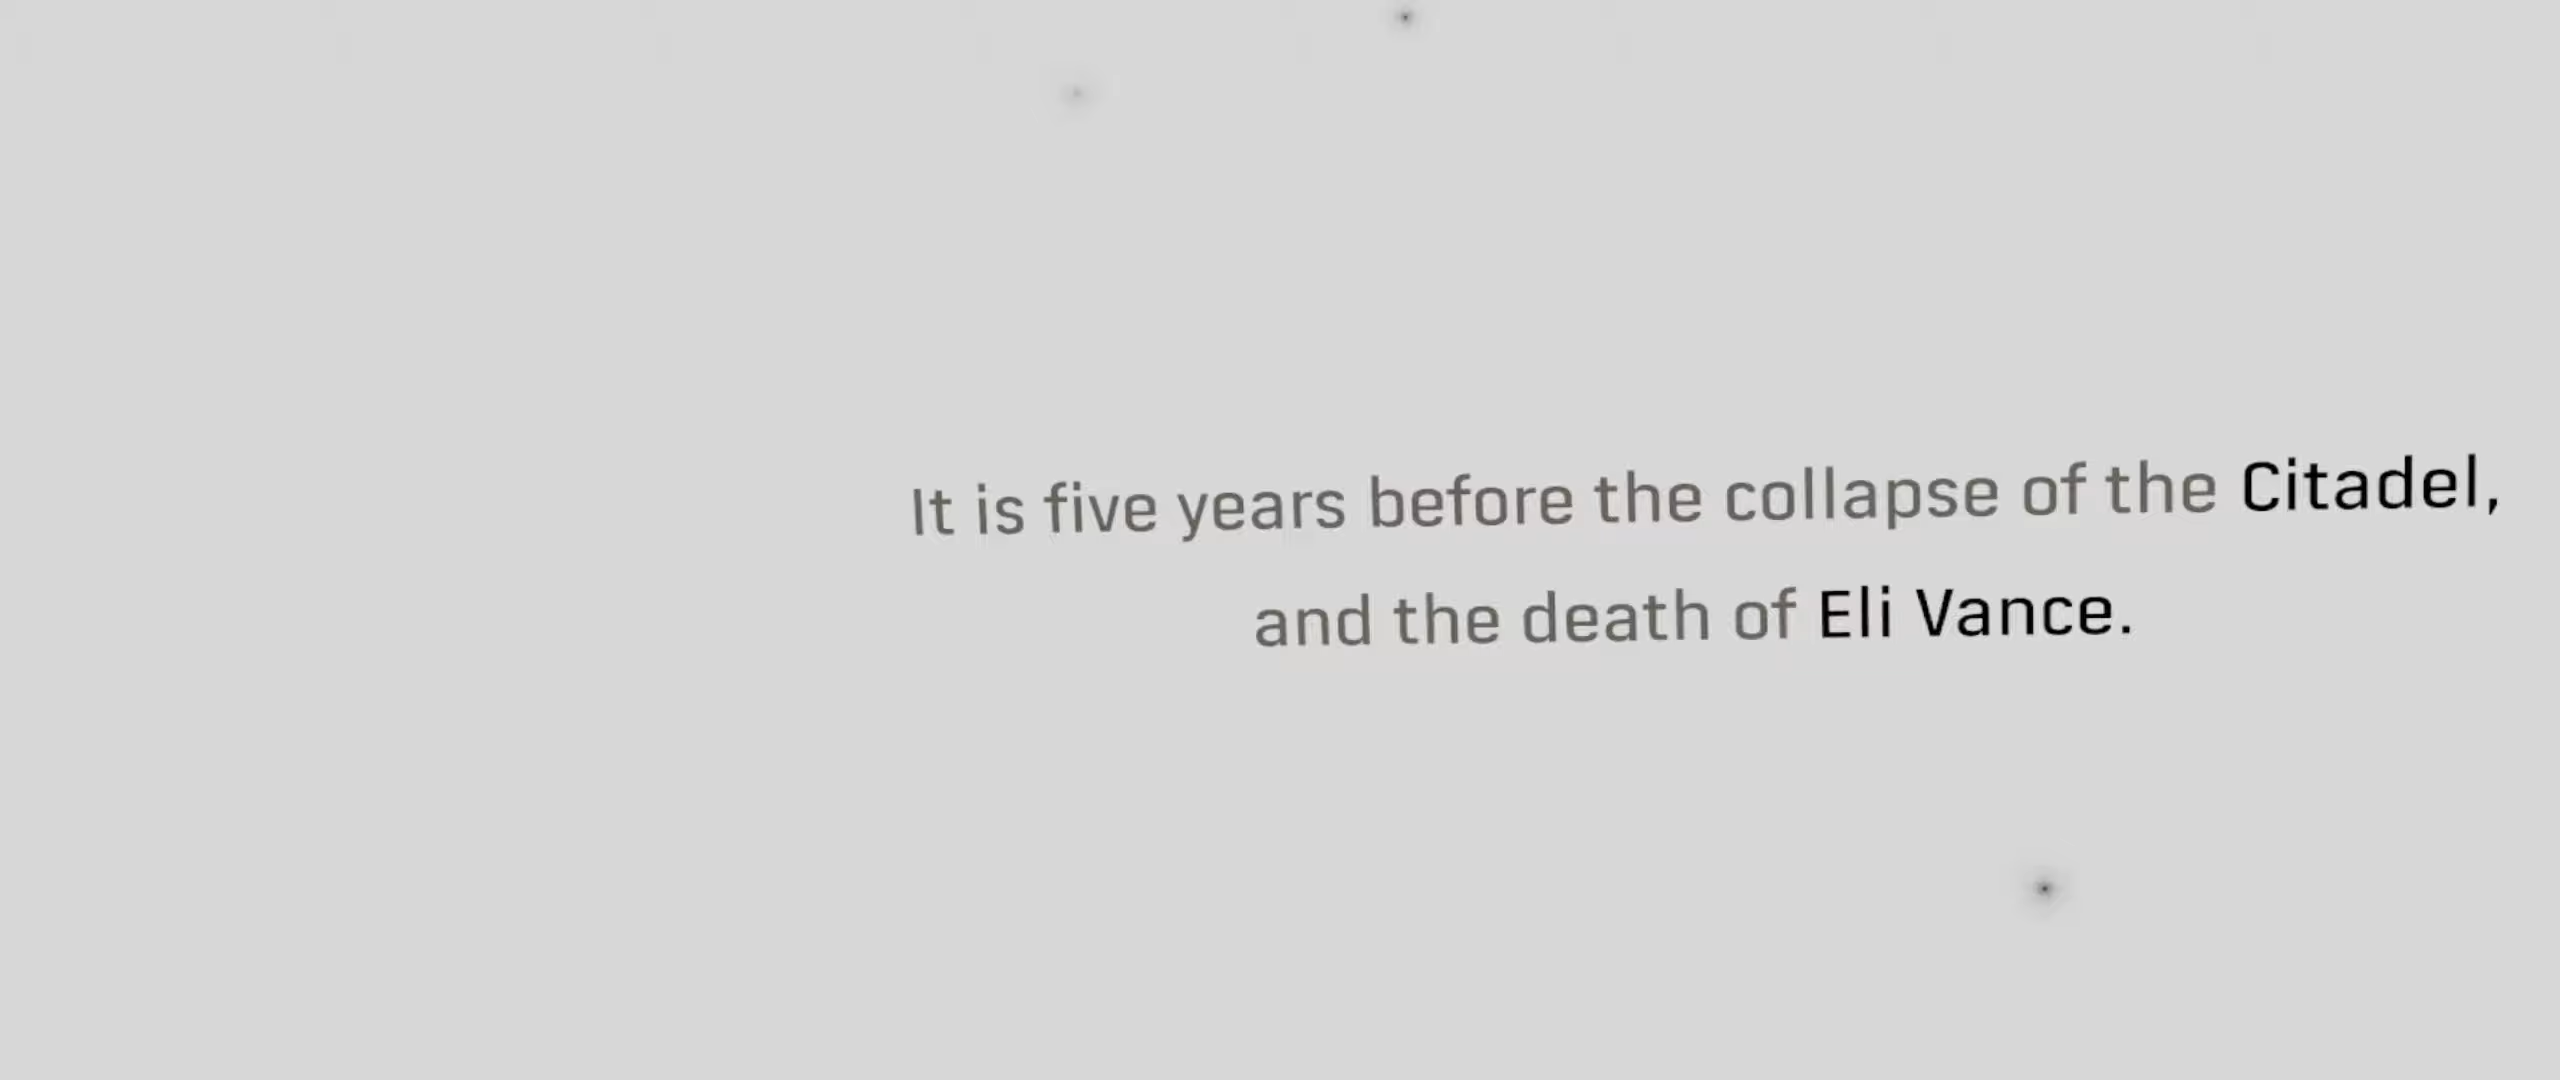 It is five years before the collapse of the Citadel,
and the death of Eli Vance.